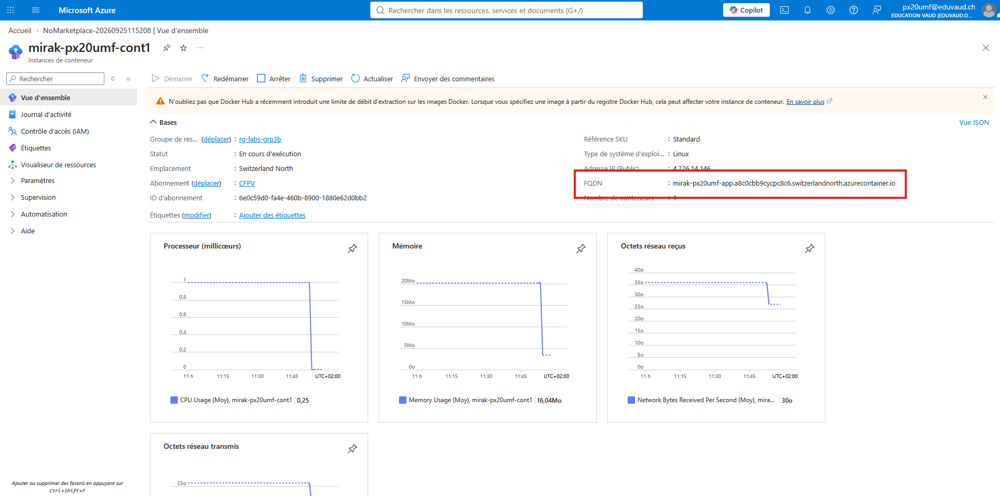 Microsoft Azure
Rechercher dans les ressources, services et documents (G+/)
Copilot
px20umf@eduvaud.ch
EDUCATION VAUD (EDUVAUD.O...
Accueil > NoMarketplace-20260925115208 | Vue d'ensemble
mirak-px20umf-cont1
Instances de conteneur
Rechercher
Démarrer Redémarrer Arrêter Supprimer Actualiser Envoyer des commentaires
Vue d'ensemble
Journal d'activité
Contrôle d'accès (IAM)
Étiquettes
Visualiseur de ressources
Paramètres
Supervision
Automatisation
Aide
N'oubliez pas que Docker Hub a récemment introduit une limite de débit d'extraction sur les images Docker. Lorsque vous spécifiez une image à partir du registre Docker Hub, cela peut affecter votre instance de conteneur. En savoir plus
Bases
Vue JSON
Groupe de res... (déplacer) : rg-labs-grp3b
Statut : En cours d'exécution
Emplacement : Switzerland North
Abonnement (déplacer) : CFPV
ID d'abonnement : 6e0c59d0-fa4e-460b-8900-1880e62d0bb2
Étiquettes (modifier) : Ajouter des étiquettes
Référence SKU : Standard
Type de système d'exploi... : Linux
Adresse IP (Public) : 4.226.14.146
FQDN : mirak-px20umf-app.a8c0cbb9cycpc8c6.switzerlandnorth.azurecontainer.io
Nombre de conteneurs : 1
Processeur (millicœurs)
1
0,8
0,6
0,4
0,2
0
11 h 11:15 11:30 11:45 UTC+02:00
CPU Usage (Moy), mirak-px20umf-cont1 0,25
Mémoire
20Mo
15Mo
10Mo
5Mo
0o
11 h 11:15 11:30 11:45 UTC+02:00
Memory Usage (Moy), mirak-px20umf-cont1 16,04Mo
Octets réseau reçus
40o
35o
30o
25o
20o
15o
10o
5o
0o
11 h 11:15 11:30 11:45 UTC+02:00
Network Bytes Received Per Second (Moy), mira... 30o
Octets réseau transmis
25o
Ajouter ou supprimer des favoris en appuyant sur
Ctrl+Shift+F